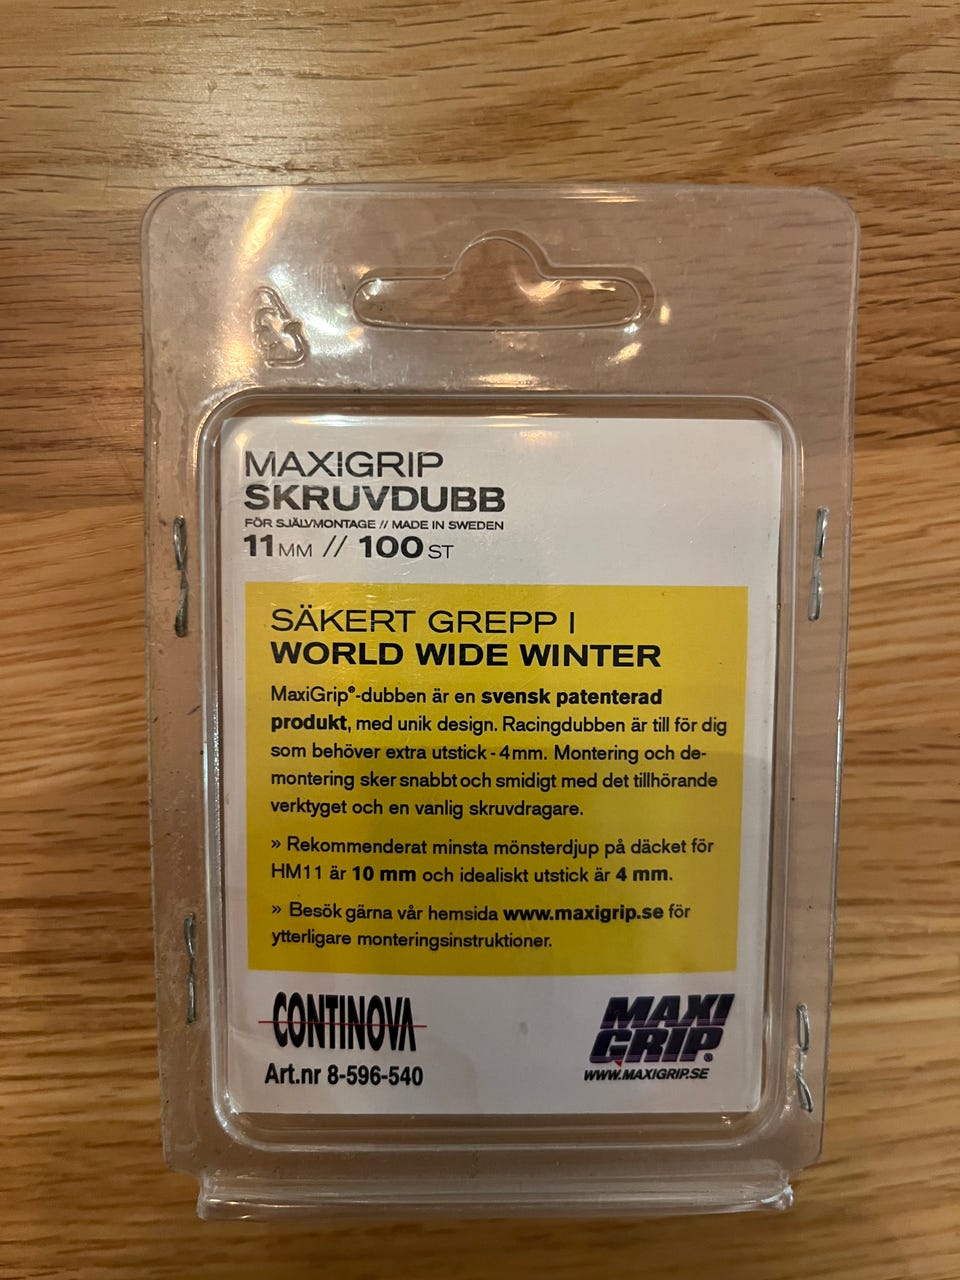 MAXIGRIP
SKRUVDUBB
FÖR SJÄLVMONTAGE // MADE IN SWEDEN
11MM // 100 ST
SÄKERT GREPP I
WORLD WIDE WINTER
MaxiGrip®-dubben är en svensk patenterad
produkt, med unik design. Racingdubben är till för dig
som behöver extra utstick - 4mm. Montering och de-
montering sker snabbt och smidigt med det tillhörande
verktyget och en vanlig skruvdragare.
» Rekommenderat minsta mönsterdjup på däcket för
HM11 är 10 mm och idealiskt utstick är 4 mm.
» Besök gärna vår hemsida www.maxigrip.se för
ytterligare monteringsinstruktioner.
CONTINOVA
Art.nr 8-596-540
MAXI
GRIP®
WWW.MAXIGRIP.SE